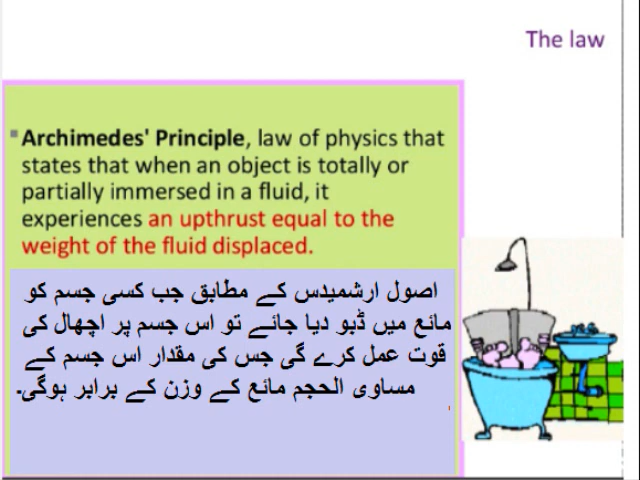 The law
Archimedes' Principle, law of physics that
states that when an object is totally or
partially immersed in a fluid, it
experiences an upthrust equal to the
weight of the fluid displaced.
اصول ارشمیدس کے مطابق جب کسی جسم کو
مائع میں ڈبو دیا جائے تو اس جسم پر اچھال کی
قوت عمل کرے گی جس کی مقدار اس جسم کے
مساوی الحجم مائع کے وزن کے برابر ہوگی۔